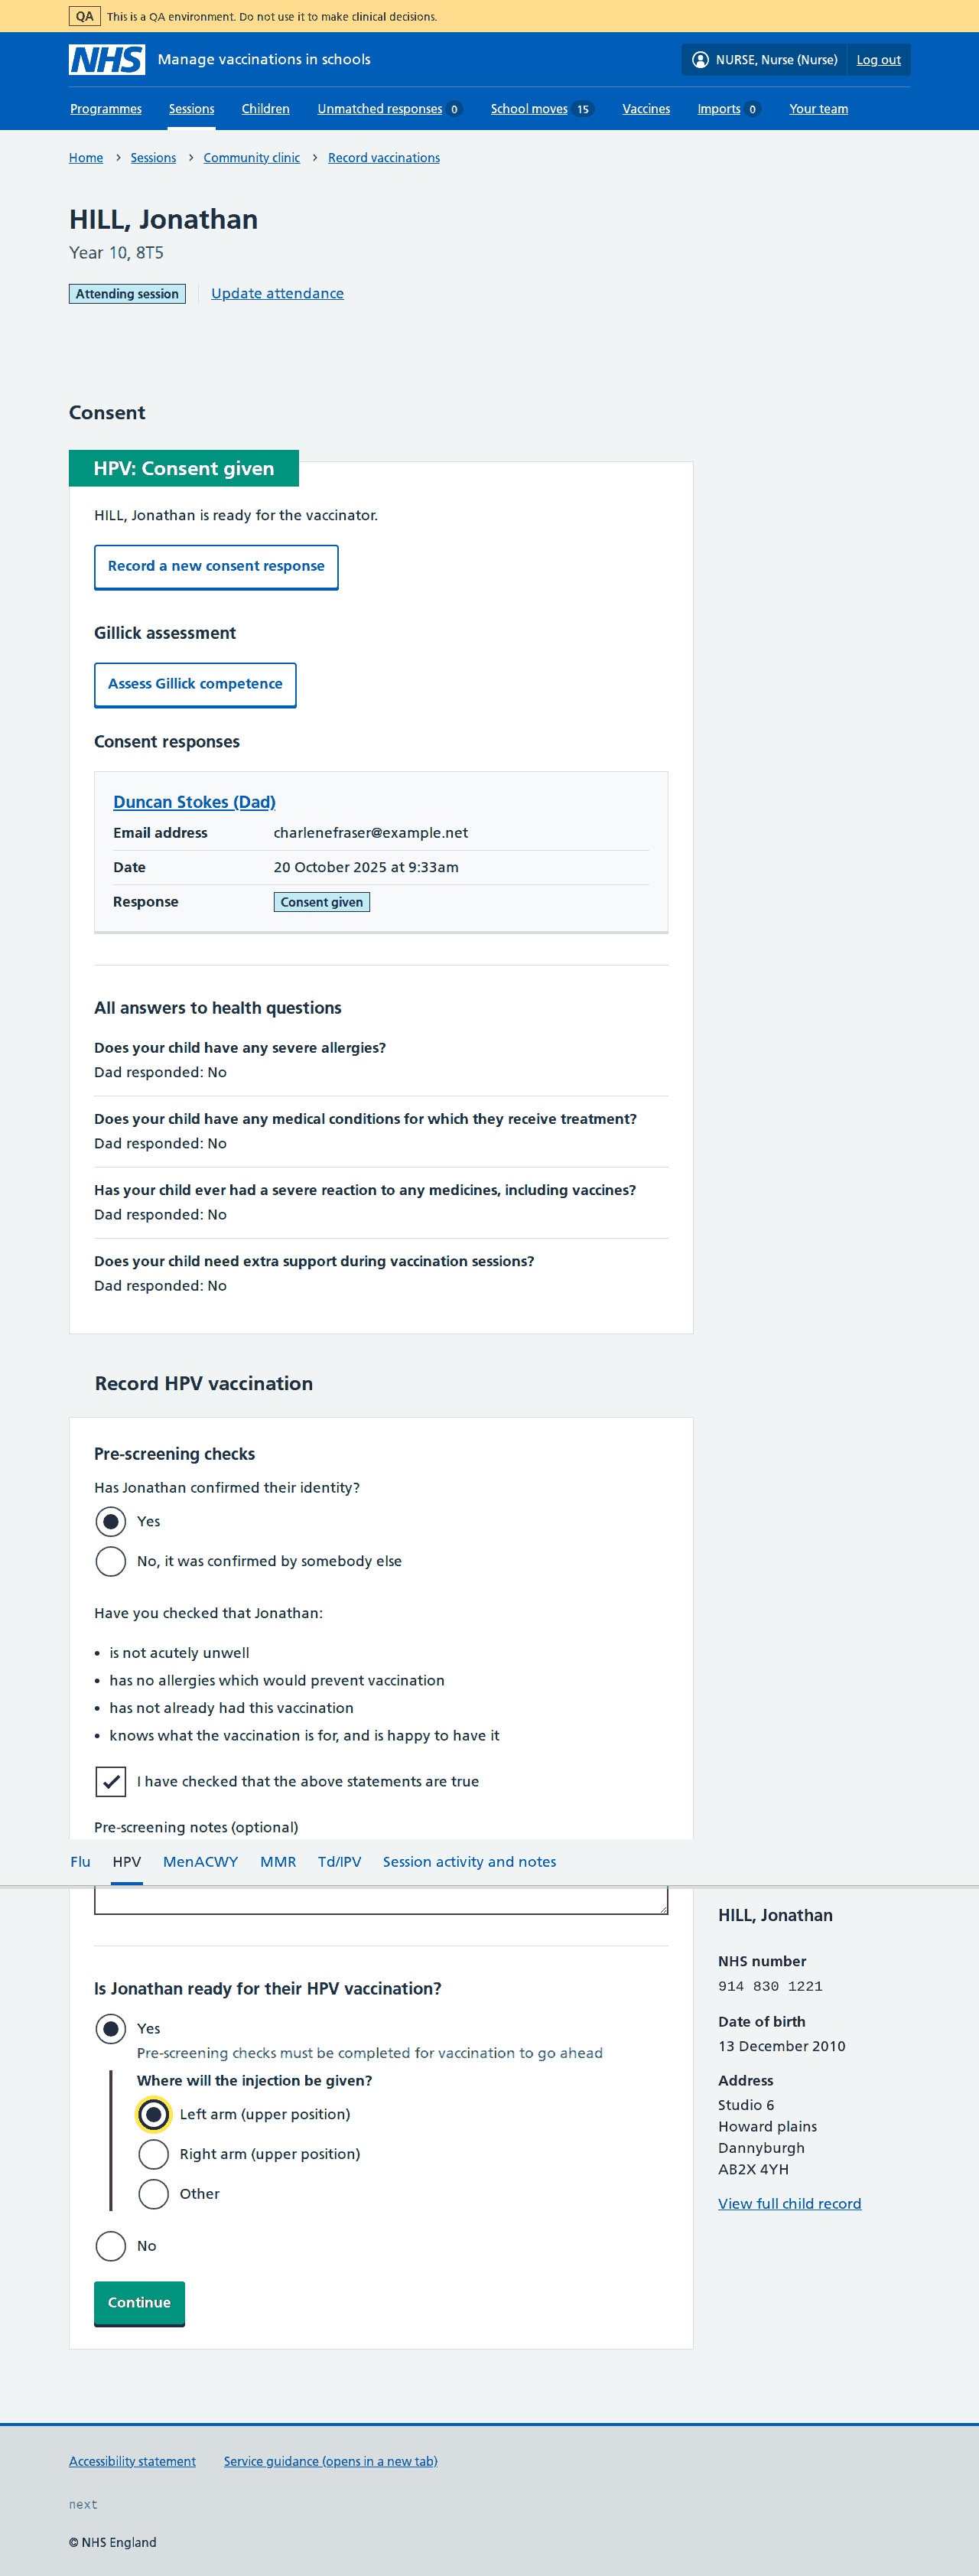 QA This is a QA environment. Do not use it to make clinical decisions.
NHS Manage vaccinations in schools NURSE, Nurse (Nurse) Log out
Programmes Sessions Children Unmatched responses 0 School moves 15 Vaccines Imports 0 Your team
Home > Sessions > Community clinic > Record vaccinations
HILL, Jonathan
Year 10, 8T5
Attending session Update attendance
Consent
HPV: Consent given
HILL, Jonathan is ready for the vaccinator.
Record a new consent response
Gillick assessment
Assess Gillick competence
Consent responses
Duncan Stokes (Dad)
Email address charlenefraser@example.net
Date 20 October 2025 at 9:33am
Response Consent given
All answers to health questions
Does your child have any severe allergies?
Dad responded: No
Does your child have any medical conditions for which they receive treatment?
Dad responded: No
Has your child ever had a severe reaction to any medicines, including vaccines?
Dad responded: No
Does your child need extra support during vaccination sessions?
Dad responded: No
Record HPV vaccination
Pre-screening checks
Has Jonathan confirmed their identity?
Yes
No, it was confirmed by somebody else
Have you checked that Jonathan:
• is not acutely unwell
• has no allergies which would prevent vaccination
• has not already had this vaccination
• knows what the vaccination is for, and is happy to have it
I have checked that the above statements are true
Pre-screening notes (optional)
Flu HPV MenACWY MMR Td/IPV Session activity and notes
Is Jonathan ready for their HPV vaccination?
Yes
Pre-screening checks must be completed for vaccination to go ahead
Where will the injection be given?
Left arm (upper position)
Right arm (upper position)
Other
No
Continue
HILL, Jonathan
NHS number
914 830 1221
Date of birth
13 December 2010
Address
Studio 6
Howard plains
Dannyburgh
AB2X 4YH
View full child record
Accessibility statement Service guidance (opens in a new tab)
next
© NHS England